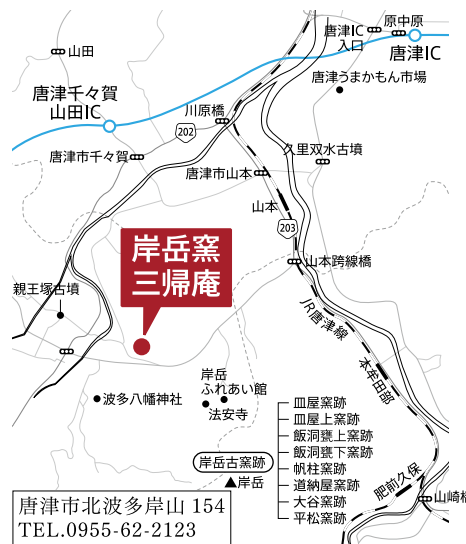 原中原
唐津IC
入口
唐津IC
山田
唐津うまかもん市場
唐津千々賀
山田IC
川原橋
202
久里双水古墳
唐津市千々賀
唐津市山本
山本
203
岸岳窯
三帰庵
山本跨線橋
親王塚古墳
JR唐津線
本牟田部
岸岳
ふれあい館
波多八幡神社
法安寺
皿屋窯跡
皿屋上窯跡
飯洞甕上窯跡
飯洞甕下窯跡
帆柱窯跡
道納屋窯跡
大谷窯跡
平松窯跡
岸岳古窯跡
岸岳
肥前久保
山崎橋
唐津市北波多岸山 154
TEL.0955-62-2123